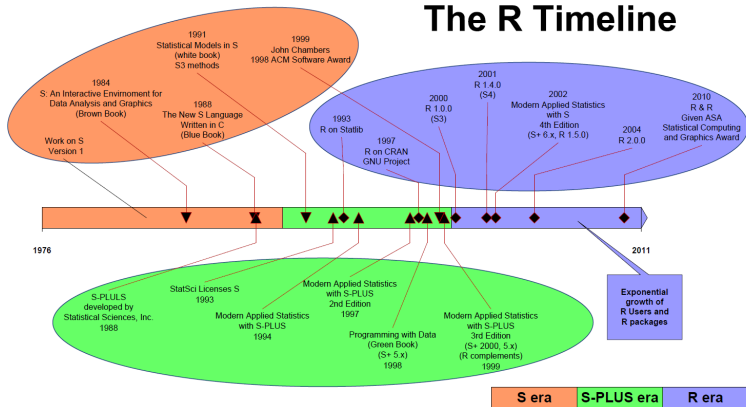 The R Timeline
1991
Statistical Models in S
(white book)
S3 methods
1999
John Chambers
1998 ACM Software Award
1984
S: An Interactive Envirnoment for
Data Analysis and Graphics
(Brown Book)
1988
The New S Language
Written in C
(Blue Book)
Work on S
Version 1
1993
R on Statlib
1997
R on CRAN
GNU Project
2000
R 1.0.0
(S3)
2001
R 1.4.0
(S4)
2002
Modern Applied Statistics
with S
4th Edition
(S+ 6.x, R 1.5.0)
2004
R 2.0.0
2010
R & R
Given ASA
Statistical Computing
and Graphics Award
1976
2011
S-PLULS
developed by
Statistical Sciences, Inc.
1988
StatSci Licenses S
1993
Modern Applied Statistics
with S-PLUS
1994
Modern Applied Statistics
with S-PLUS
2nd Edition
1997
Programming with Data
(Green Book)
(S+ 5.x)
1998
Modern Applied Statistics
with S-PLUS
3rd Edition
(S+ 2000, 5.x)
(R complements)
1999
Exponential
growth of
R Users and
R packages
S era
S-PLUS era
R era